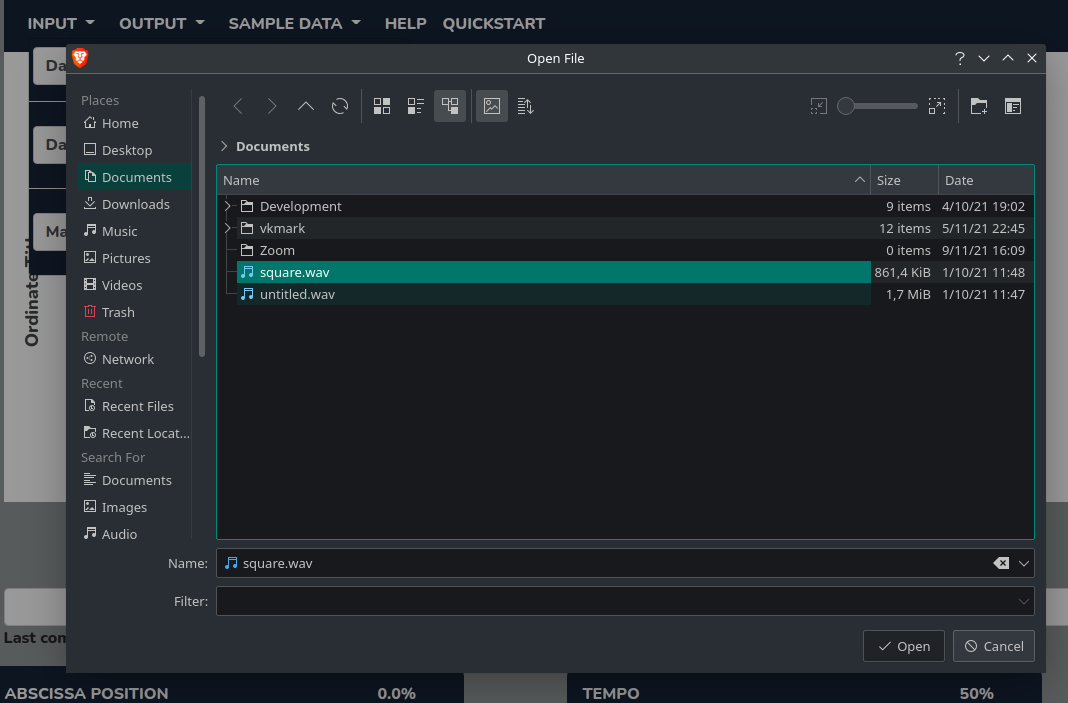 INPUT OUTPUT SAMPLE DATA HELP QUICKSTART
Open File
?
Da
Da
Ma
Ordinate Titl
Places
Home
Desktop
Documents
Downloads
Music
Pictures
Videos
Trash
Remote
Network
Recent
Recent Files
Recent Locat...
Search For
Documents
Images
Audio
Documents
Name Size Date
Development 9 items 4/10/21 19:02
vkmark 12 items 5/11/21 22:45
Zoom 0 items 9/11/21 16:09
square.wav 861,4 KiB 1/10/21 11:48
untitled.wav 1,7 MiB 1/10/21 11:47
Name: square.wav
Filter:
Open Cancel
Last com
ABSCISSA POSITION 0.0% TEMPO 50%